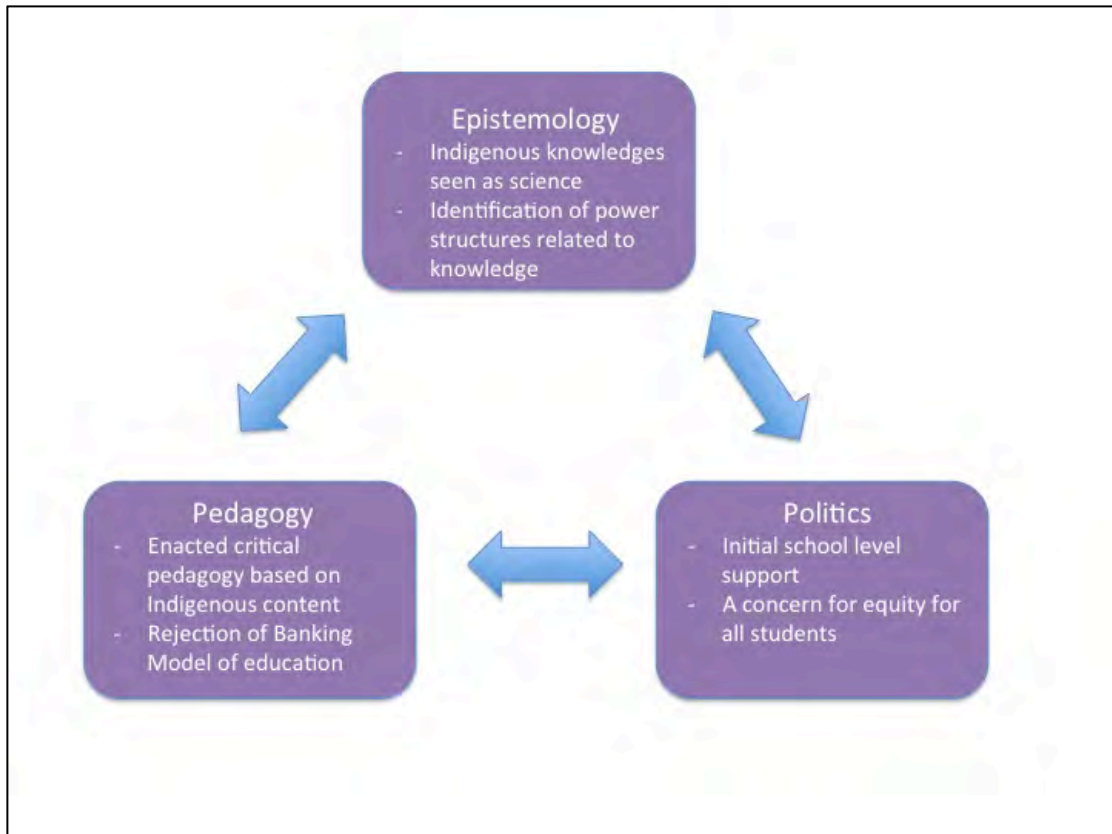 Epistemology
- Indigenous knowledges
seen as science
- Identification of power
structures related to
knowledge
Pedagogy
- Enacted critical
pedagogy based on
Indigenous content
- Rejection of Banking
Model of education
Politics
- Initial school level
support
- A concern for equity for
all students